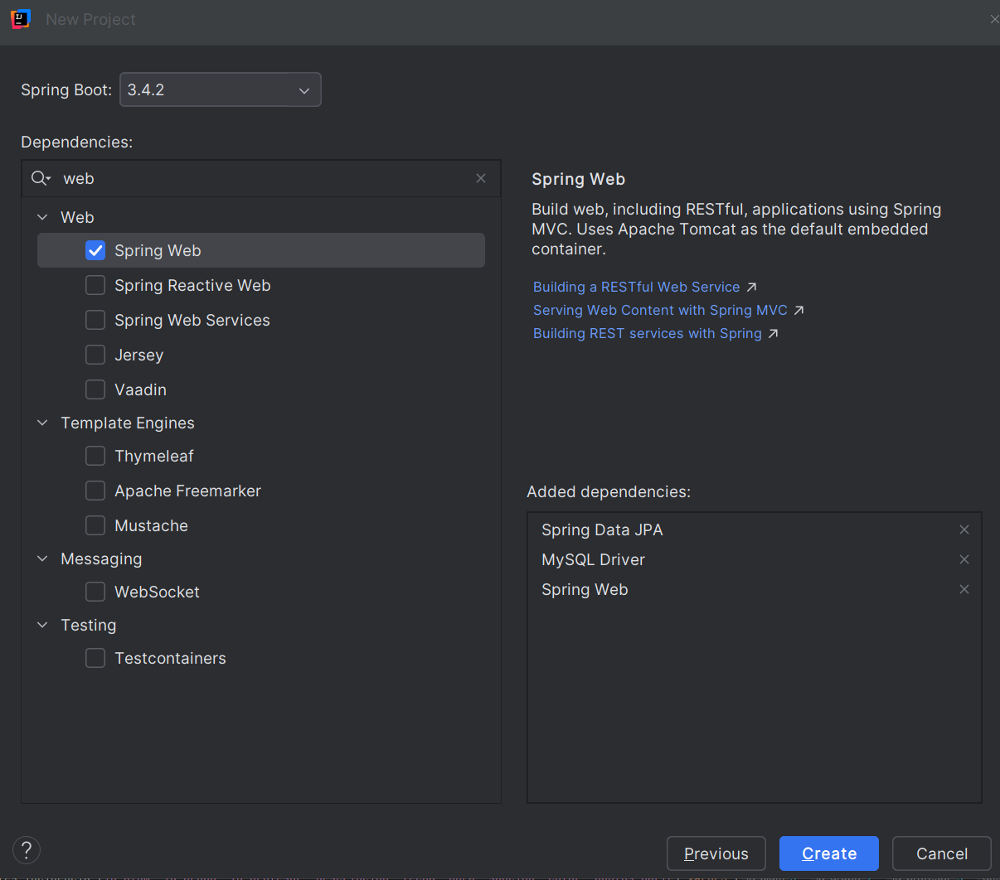 New Project
Spring Boot: 3.4.2
Dependencies:
web
Web
Spring Web
Spring Reactive Web
Spring Web Services
Jersey
Vaadin
Template Engines
Thymeleaf
Apache Freemarker
Mustache
Messaging
WebSocket
Testing
Testcontainers
Spring Web
Build web, including RESTful, applications using Spring
MVC. Uses Apache Tomcat as the default embedded
container.
Building a RESTful Web Service
Serving Web Content with Spring MVC
Building REST services with Spring
Added dependencies:
Spring Data JPA
MySQL Driver
Spring Web
?
Previous
Create
Cancel